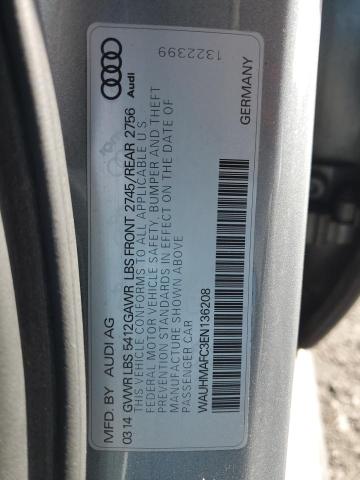 MFD. BY AUDI AG
03 14 GVWR LBS 5412 GAWR LBS FRONT 2745/REAR 2756
THIS VEHICLE CONFORMS TO ALL APPLICABLE U S
FEDERAL MOTOR VEHICLE SAFETY, BUMPER AND THEFT
PREVENTION STANDARDS IN EFFECT ON THE DATE OF
MANUFACTURE SHOWN ABOVE
PASSENGER CAR
WAUHMAFC3EN136208
Audi
1322399
GERMANY